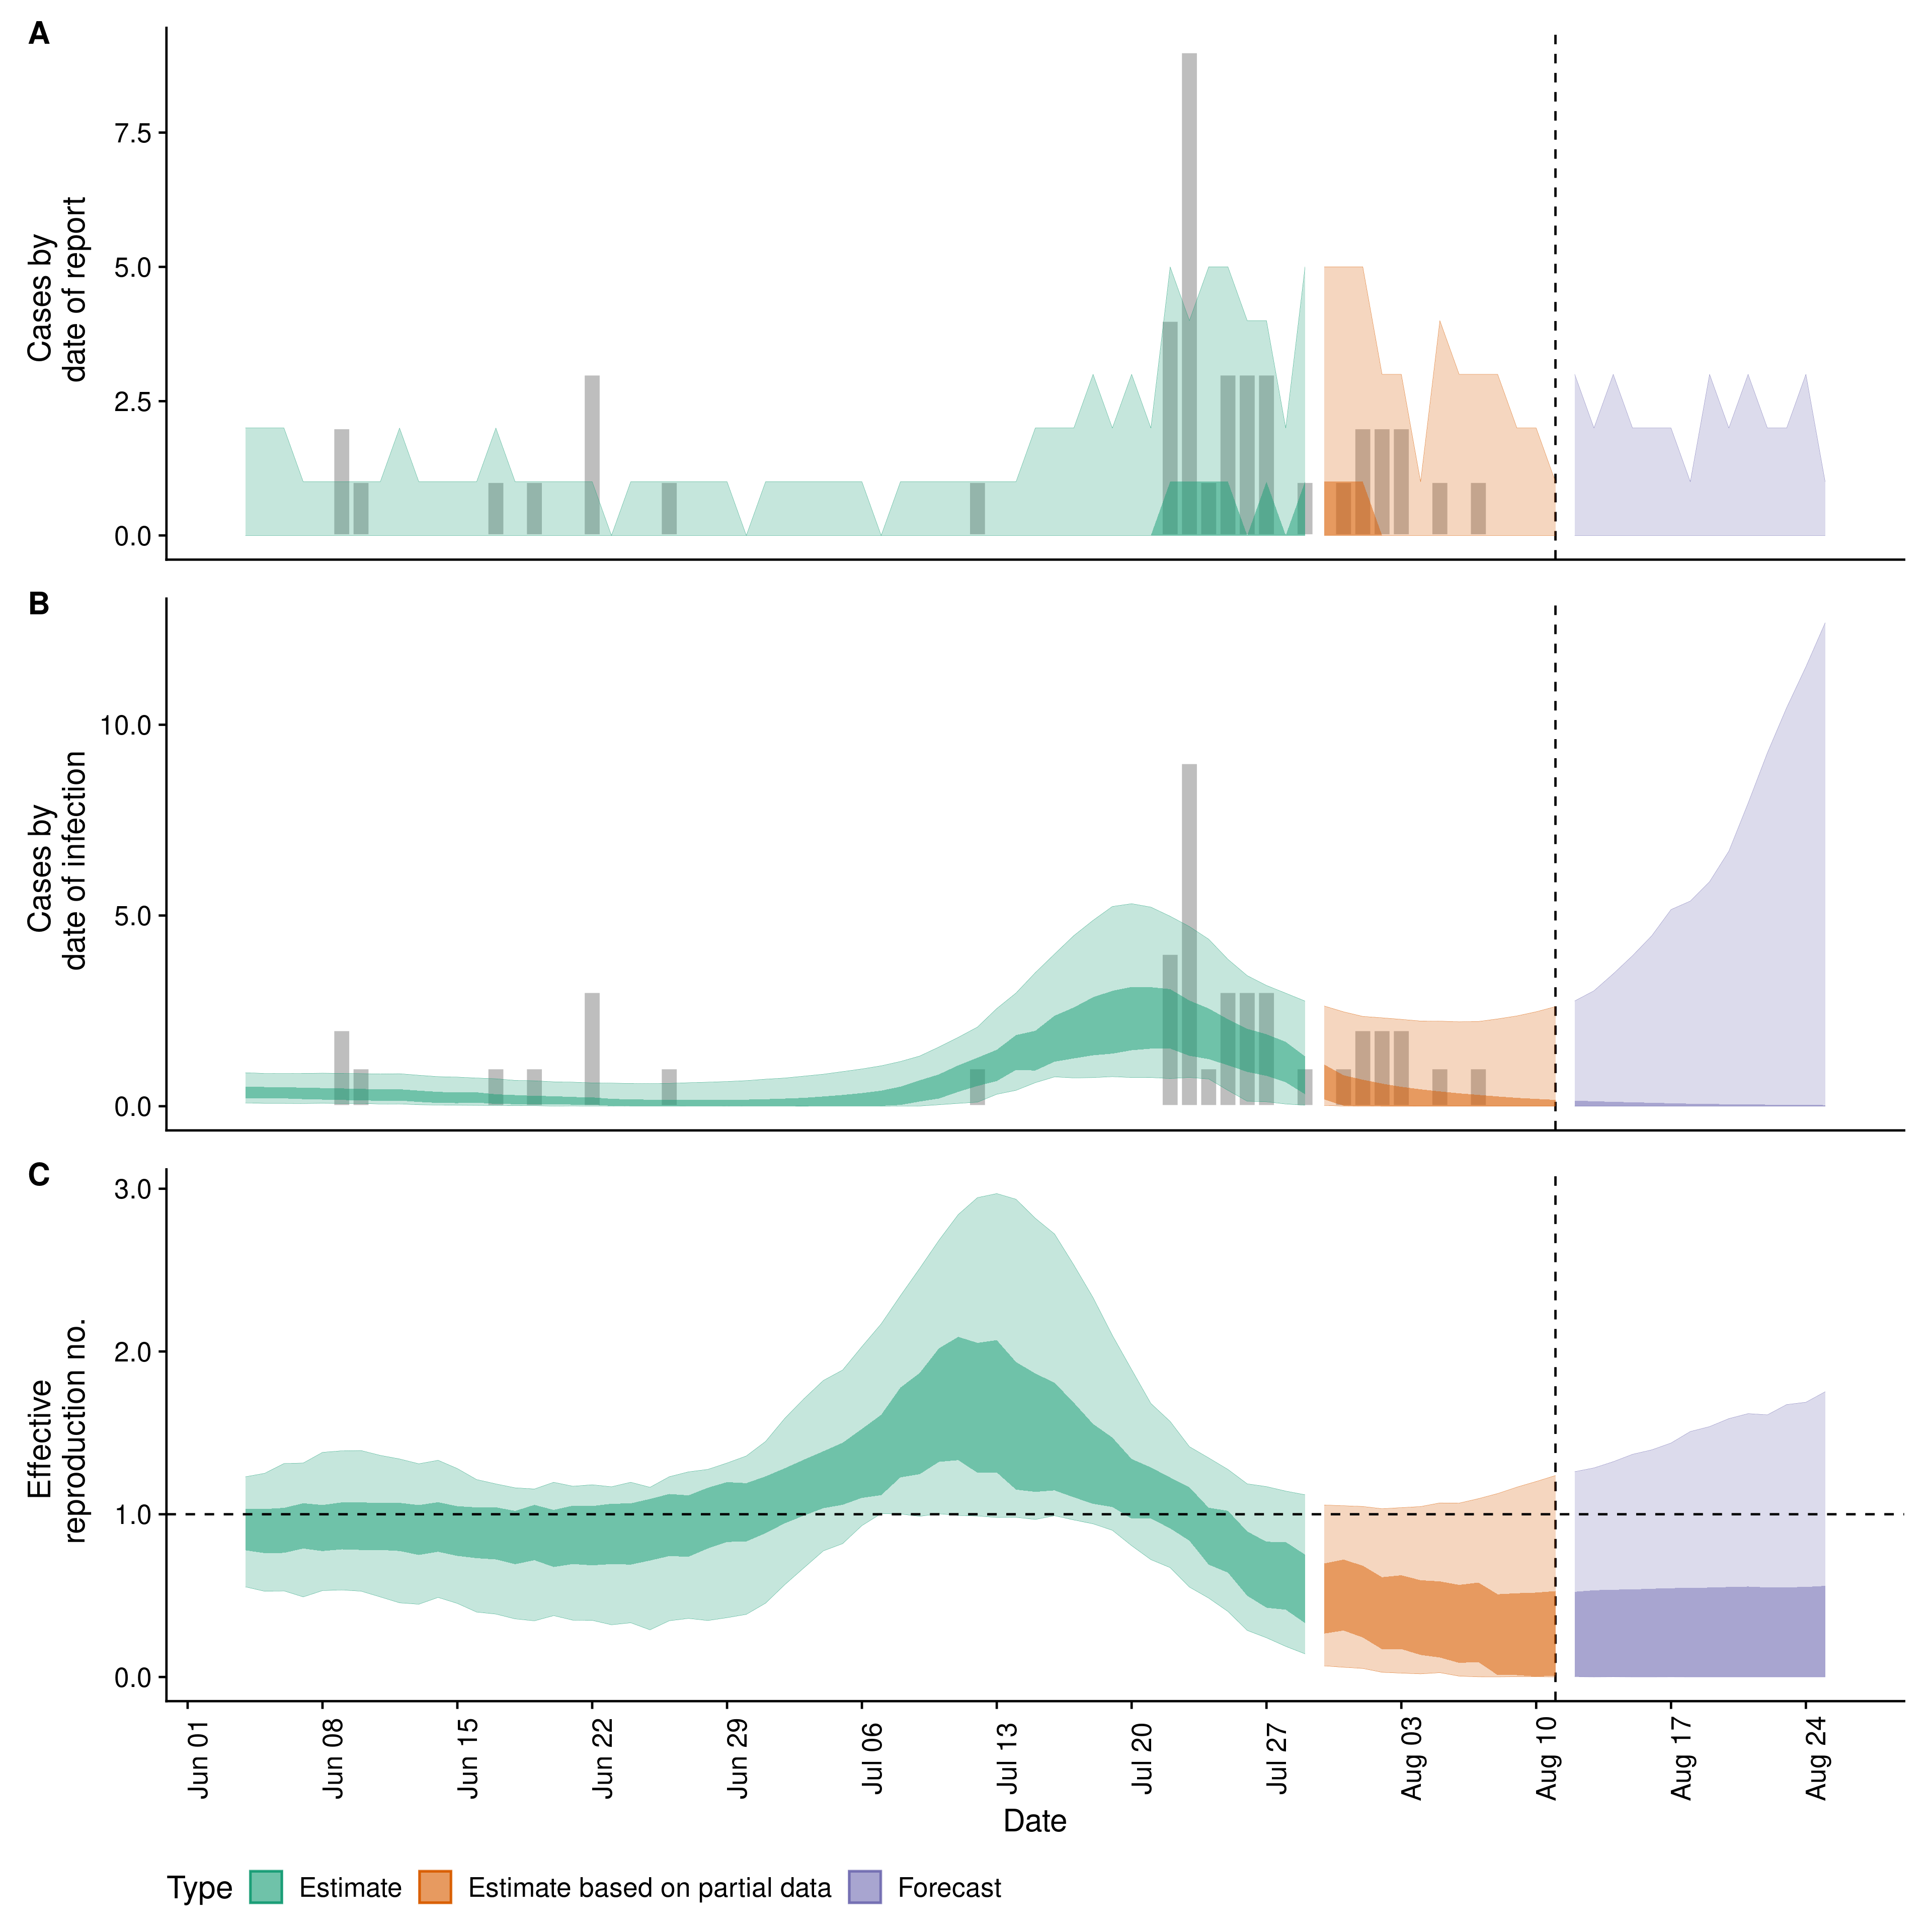 A
Cases by
date of report
7.5
5.0
2.5
0.0
B
Cases by
date of infection
10.0
5.0
0.0
C
Effective
reproduction no.
3.0
2.0
1.0
0.0
Jun 01
Jun 08
Jun 15
Jun 22
Jun 29
Jul 06
Jul 13
Jul 20
Jul 27
Aug 03
Aug 10
Aug 17
Aug 24
Date
Type Estimate Estimate based on partial data Forecast